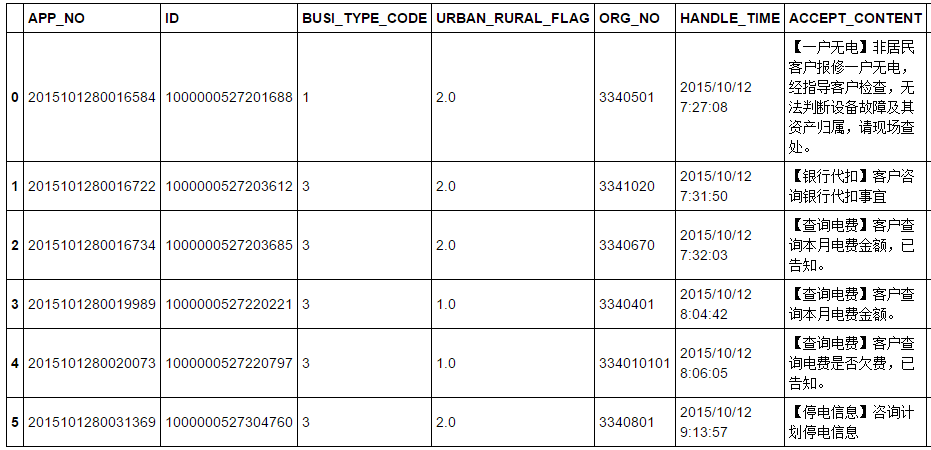 APP_NO ID BUSI_TYPE_CODE URBAN_RURAL_FLAG ORG_NO HANDLE_TIME ACCEPT_CONTENT
0 2015101280016584 1000000527201688 1 2.0 3340501 2015/10/12 7:27:08 【一户无电】非居民
客户报修一户无电，
经指导客户检查，无
法判断设备故障及其
资产归属，请现场查
处。
1 2015101280016722 1000000527203612 3 2.0 3341020 2015/10/12 7:31:50 【银行代扣】客户咨
询银行代扣事宜
2 2015101280016734 1000000527203685 3 2.0 3340670 2015/10/12 7:32:03 【查询电费】客户查
询本月电费金额，已
告知。
3 2015101280019989 1000000527220221 3 1.0 3340401 2015/10/12 8:04:42 【查询电费】客户查
询本月电费金额。
4 2015101280020073 1000000527220797 3 1.0 334010101 2015/10/12 8:06:05 【查询电费】客户查
询电费是否欠费，已
告知。
5 2015101280031369 1000000527304760 3 2.0 3340801 2015/10/12 9:13:57 【停电信息】咨询计
划停电信息